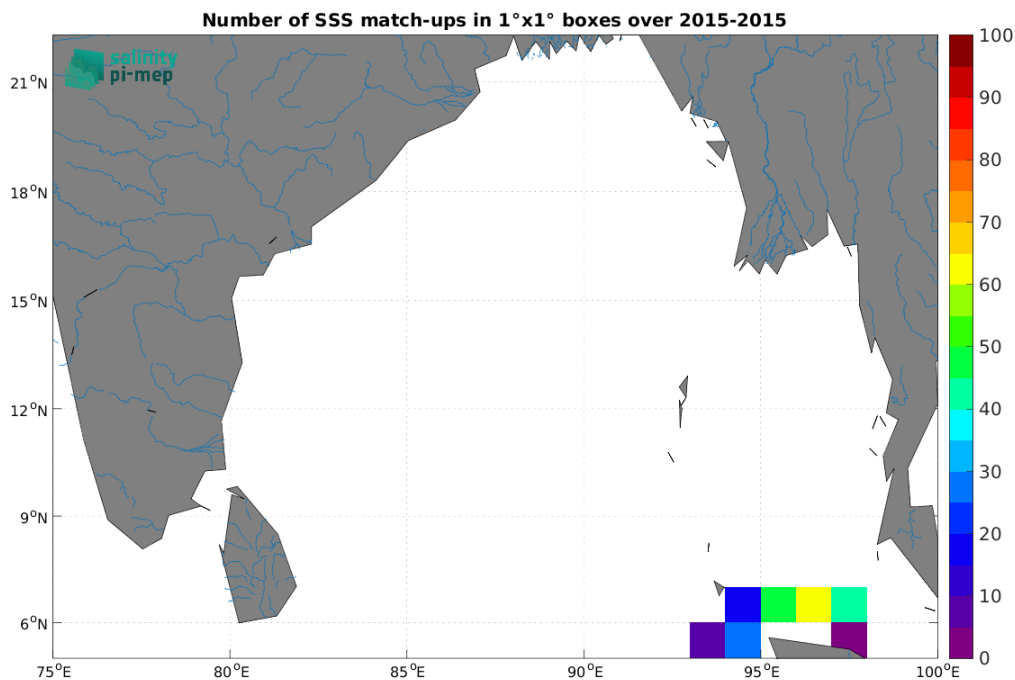 Number of SSS match-ups in 1°x1° boxes over 2015-2015
salinity
pi-mep
21°N
18°N
15°N
12°N
9°N
6°N
75°E
80°E
85°E
90°E
95°E
100°E
100
90
80
70
60
50
40
30
20
10
0